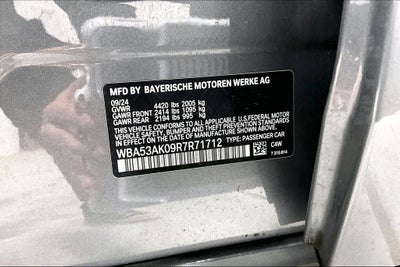 MFD BY BAYERISCHE MOTOREN WERKE AG
09/24
GVWR 4420 lbs 2005 kg
GAWR FRONT 2414 lbs 1095 kg
GAWR REAR 2194 lbs 995 kg
THIS VEHICLE CONFORMS TO ALL APPLICABLE U.S.FEDERAL MOTOR
VEHICLE SAFETY, BUMPER, AND THEFT PREVENTION STANDARDS
IN EFFECT ON THE DATE OF MANUFACTURE SHOWN ABOVE.
WBA53AK09R7R71712 TYPE: PASSENGER CAR
C4W